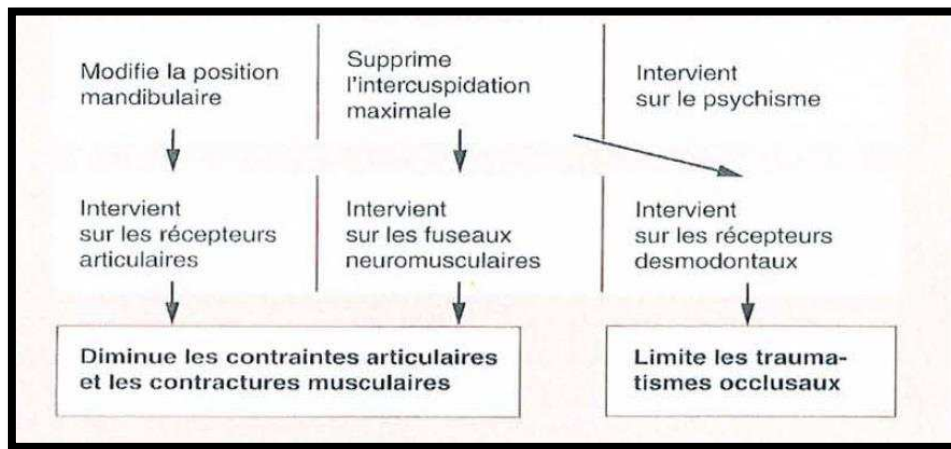 Modifie la position
mandibulaire
Supprime
l'intercuspidation
maximale
Intervient
sur le psychisme
Intervient
sur les récepteurs
articulaires
Intervient
sur les fuseaux
neuromusculaires
Intervient
sur les récepteurs
desmodontaux
Diminue les contraintes articulaires
et les contractures musculaires
Limite les trauma-
tismes occlusaux